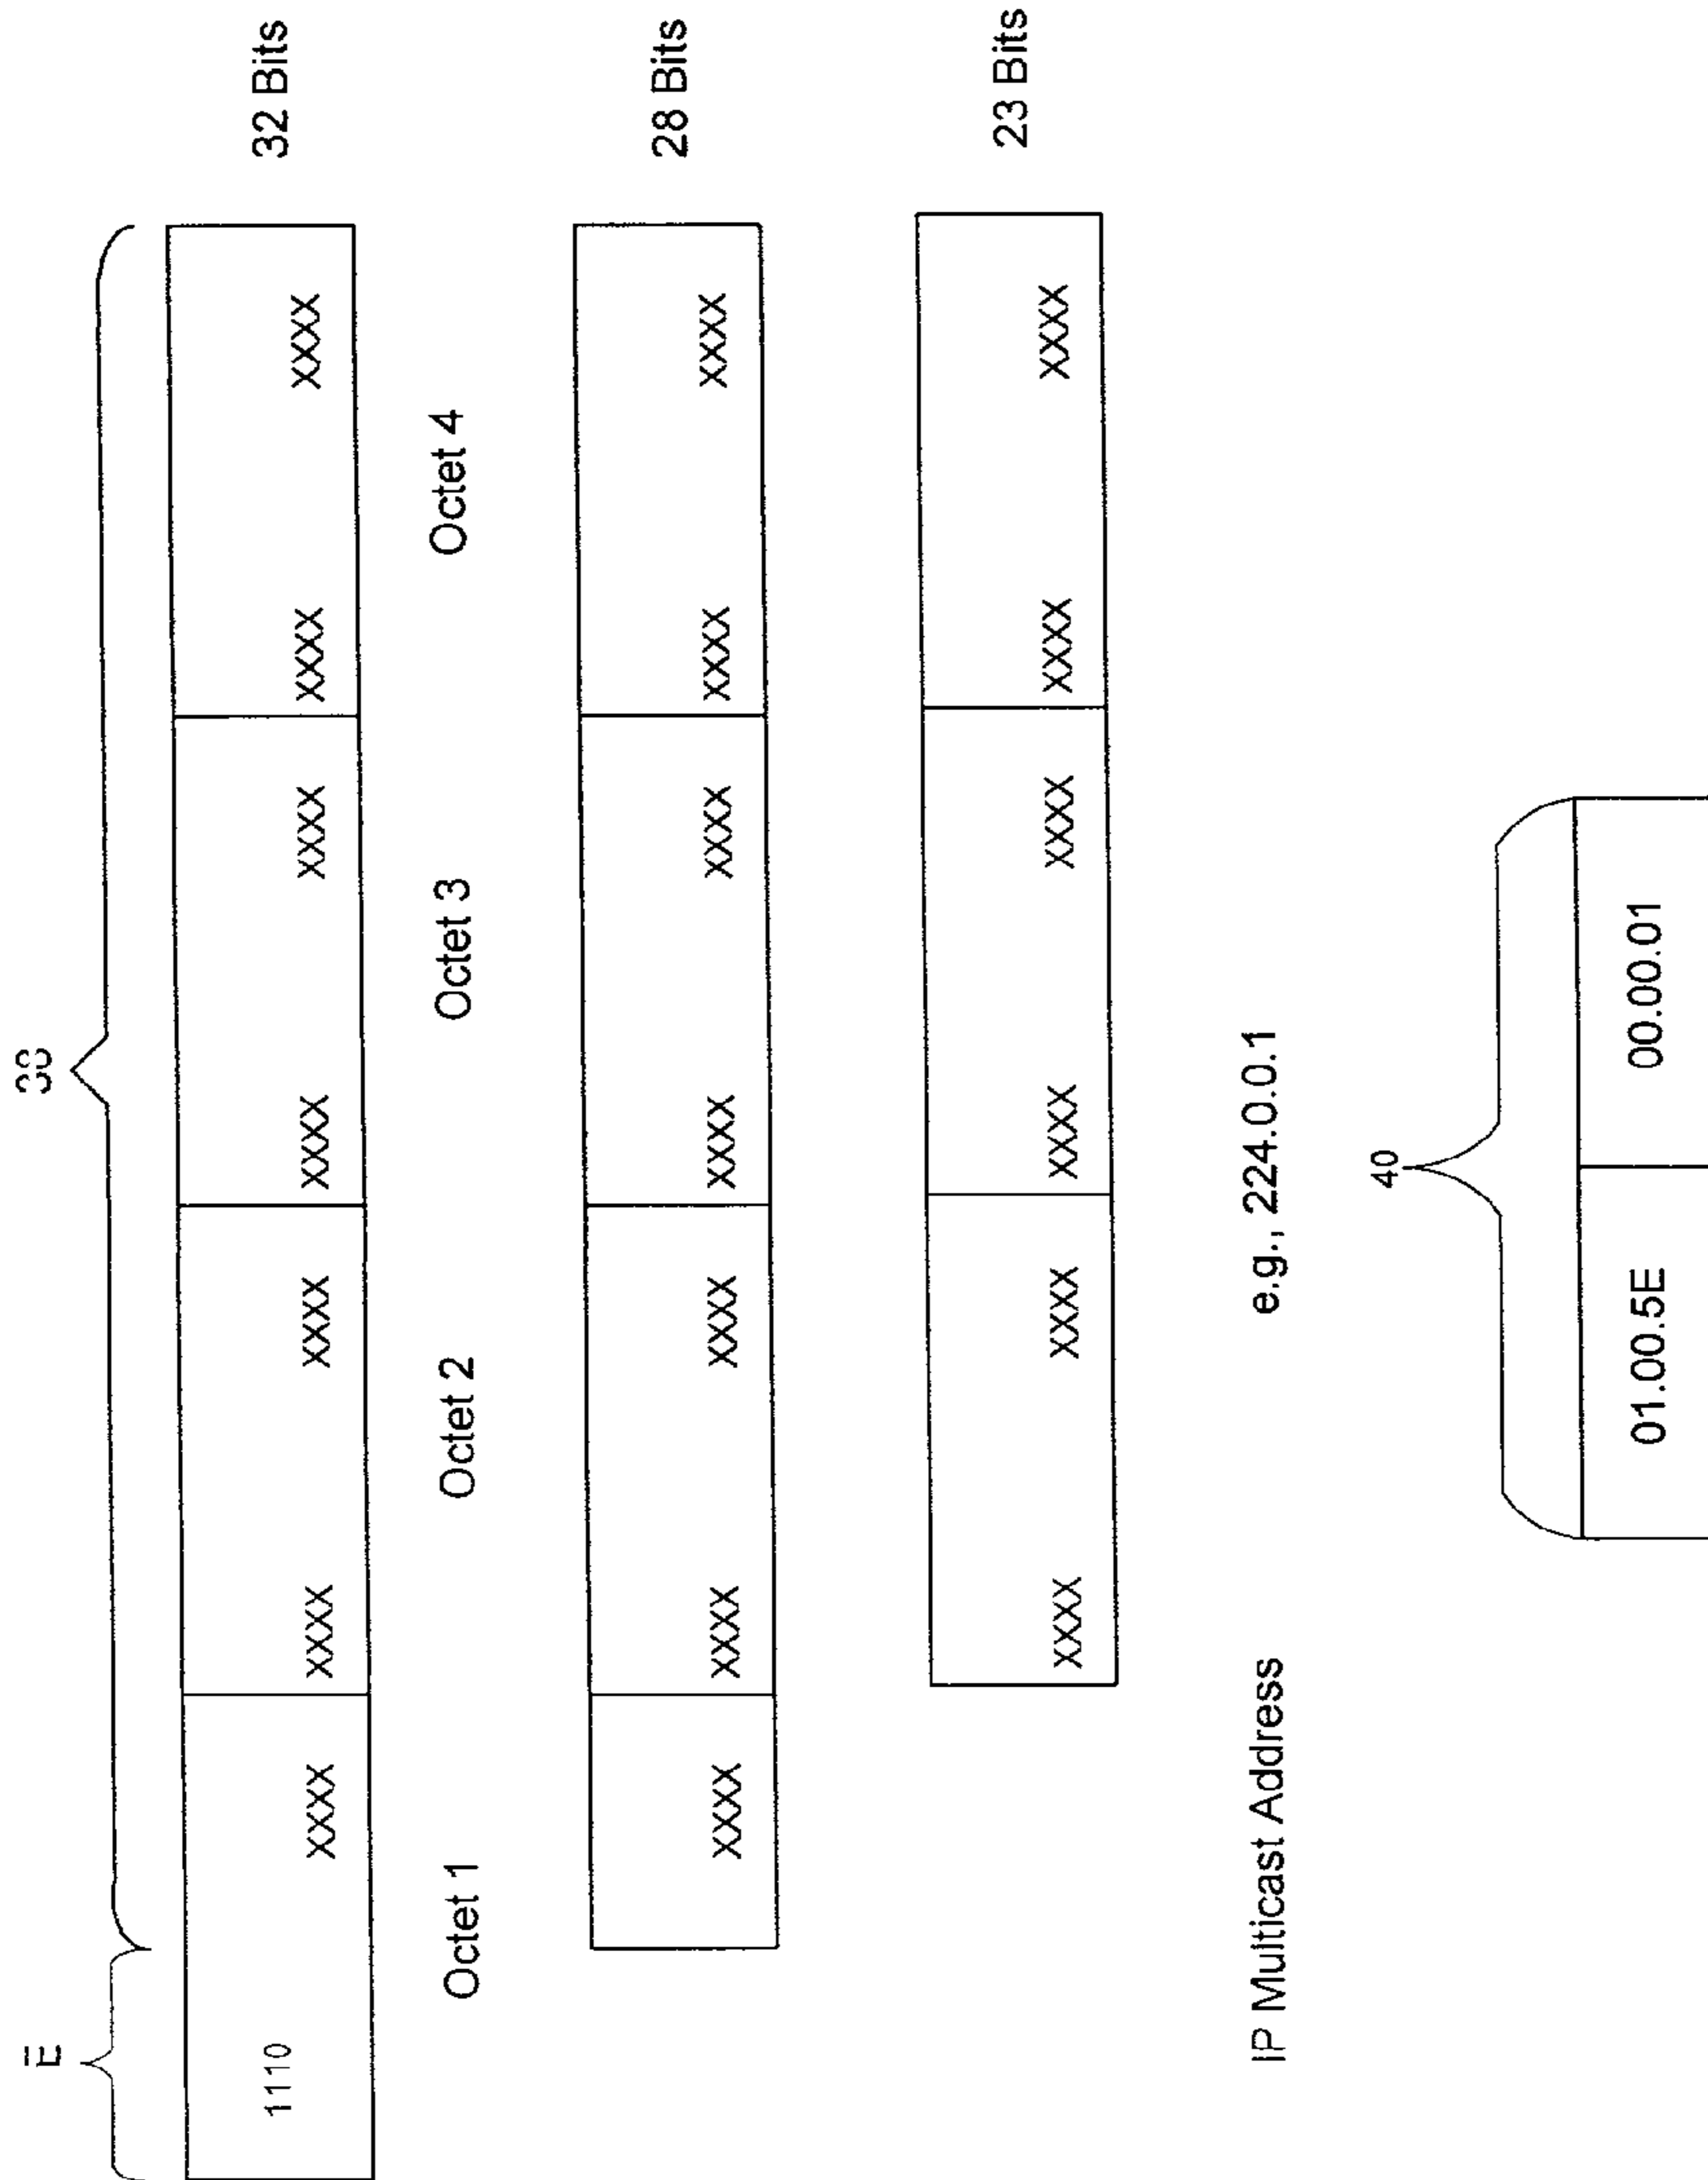 E 38
1110 XXXX XXXX XXXX XXXX XXXX XXXX XXXX 32 Bits
Octet 1 Octet 2 Octet 3 Octet 4
XXXX XXXX XXXX XXXX XXXX XXXX XXXX 28 Bits
XXXX XXXX XXXX XXXX XXXX XXXX 23 Bits
IP Multicast Address e.g., 224.0.0.1
40
01.00.5E 00.00.01